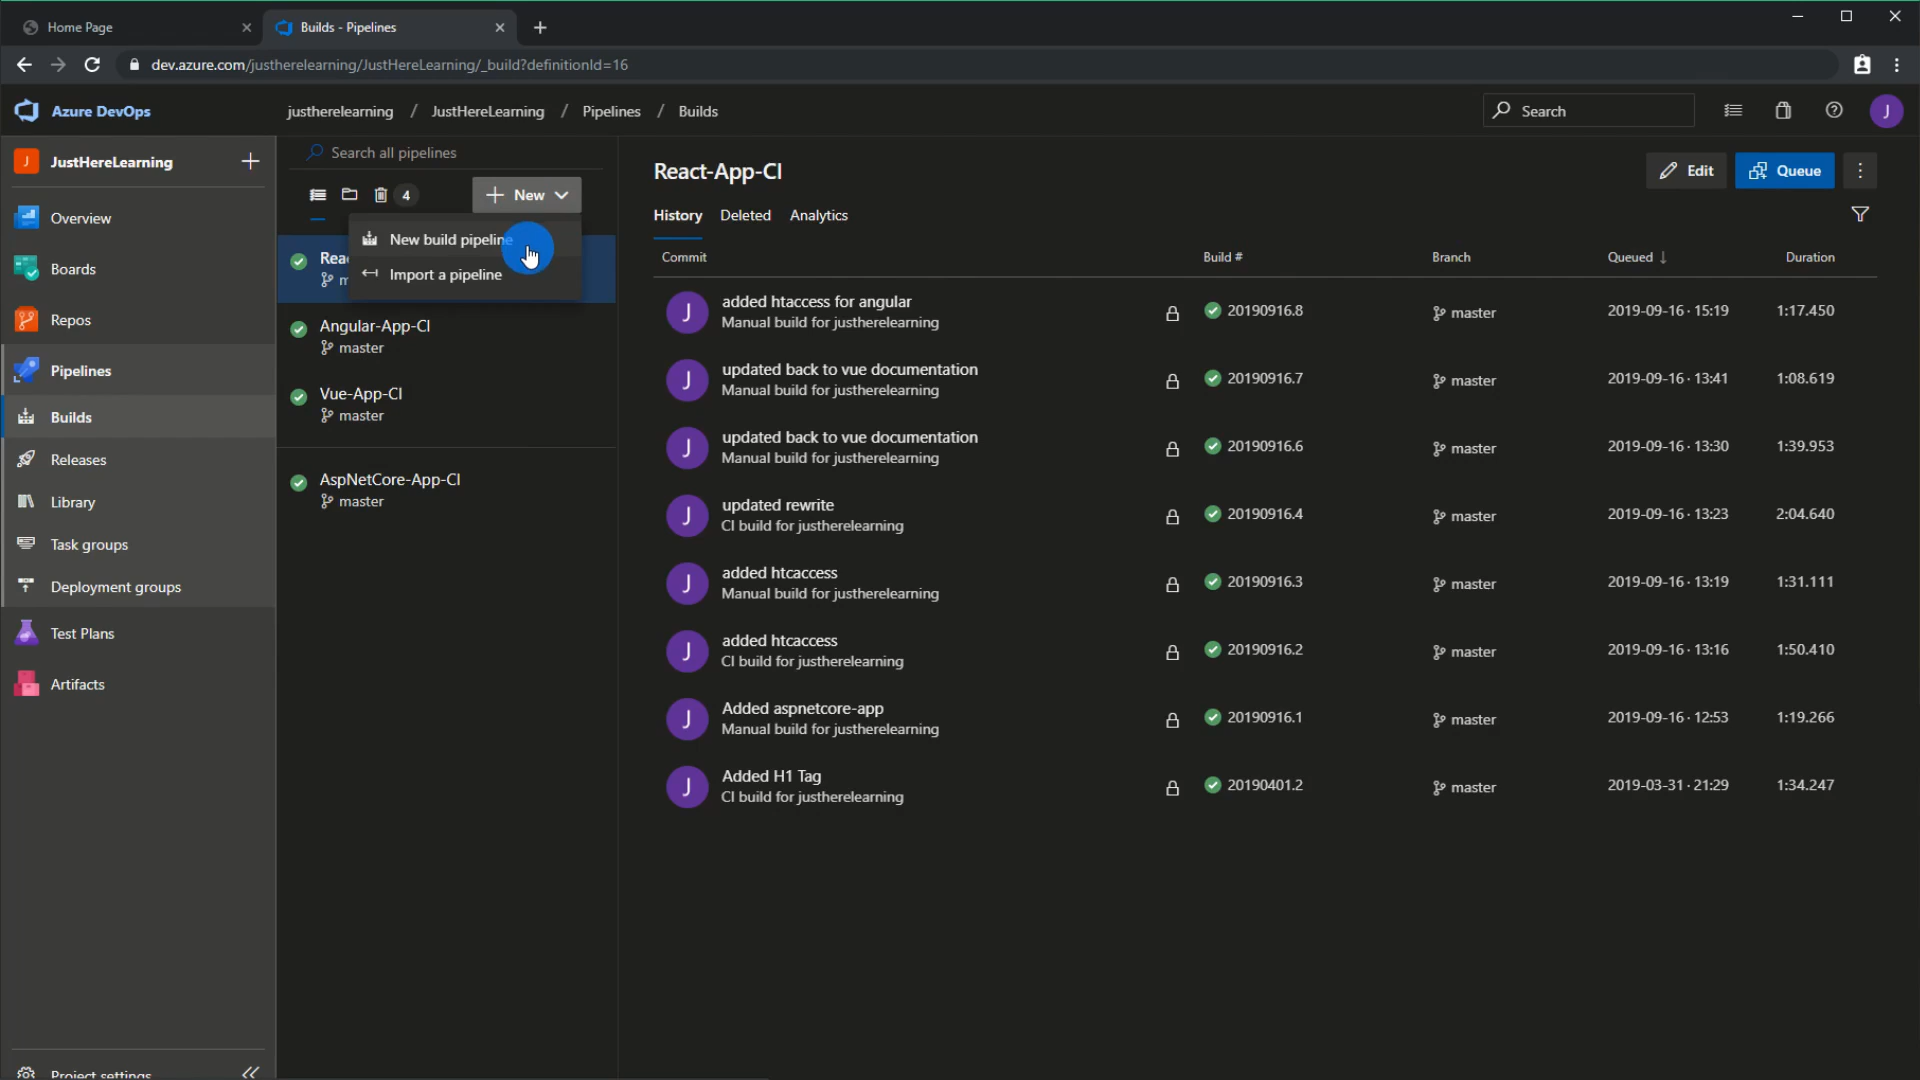 Home Page
Builds - Pipelines
dev.azure.com/justherelearning/JustHereLearning/_build?definitionId=16
Azure DevOps
justherelearning / JustHereLearning / Pipelines / Builds
Search
J
J JustHereLearning
Overview
Boards
Repos
Pipelines
Builds
Releases
Library
Task groups
Deployment groups
Test Plans
Artifacts
Project settings
Search all pipelines
4
New
New build pipeline
Import a pipeline
Angular-App-CI
master
Vue-App-CI
master
AspNetCore-App-CI
master
React-App-CI
Edit
Queue
History Deleted Analytics
Commit Build # Branch Queued Duration
J added htaccess for angular
Manual build for justherelearning
20190916.8 master 2019-09-16 · 15:19 1:17.450
J updated back to vue documentation
Manual build for justherelearning
20190916.7 master 2019-09-16 · 13:41 1:08.619
J updated back to vue documentation
Manual build for justherelearning
20190916.6 master 2019-09-16 · 13:30 1:39.953
J updated rewrite
CI build for justherelearning
20190916.4 master 2019-09-16 · 13:23 2:04.640
J added htcaccess
Manual build for justherelearning
20190916.3 master 2019-09-16 · 13:19 1:31.111
J added htcaccess
CI build for justherelearning
20190916.2 master 2019-09-16 · 13:16 1:50.410
J Added aspnetcore-app
Manual build for justherelearning
20190916.1 master 2019-09-16 · 12:53 1:19.266
J Added H1 Tag
CI build for justherelearning
20190401.2 master 2019-03-31 · 21:29 1:34.247